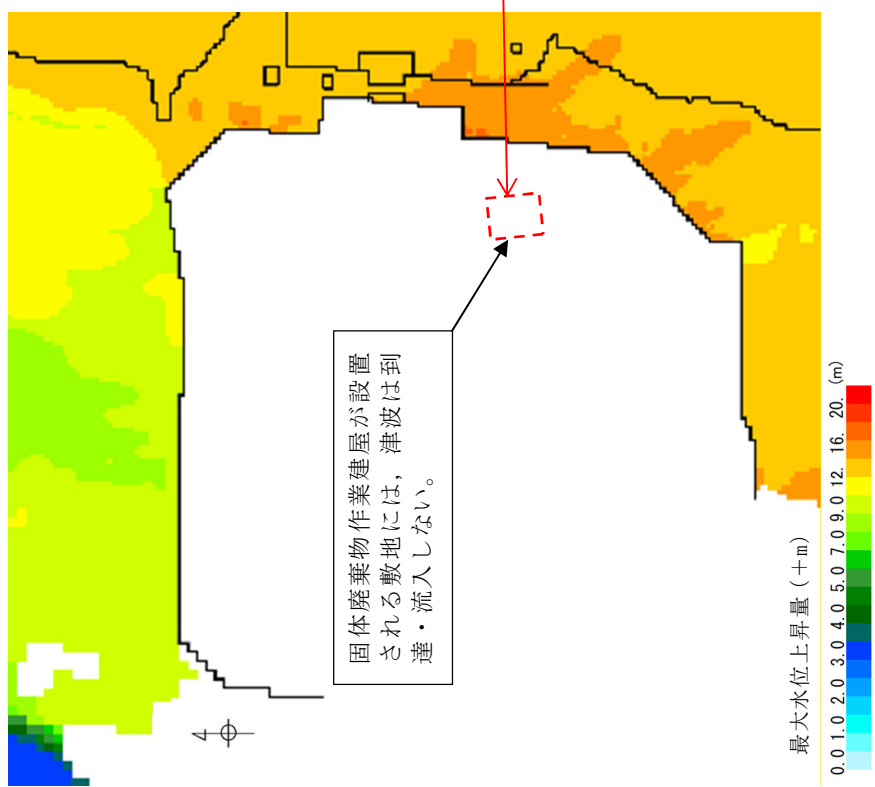 固体廃棄物作業建屋が設置
される敷地には，津波は到
達・流入しない。
最大水位上昇量(＋m)
0.0 1.0 2.0 3.0 4.0 5.0 7.0 9.0 12. 16. 20. (m)